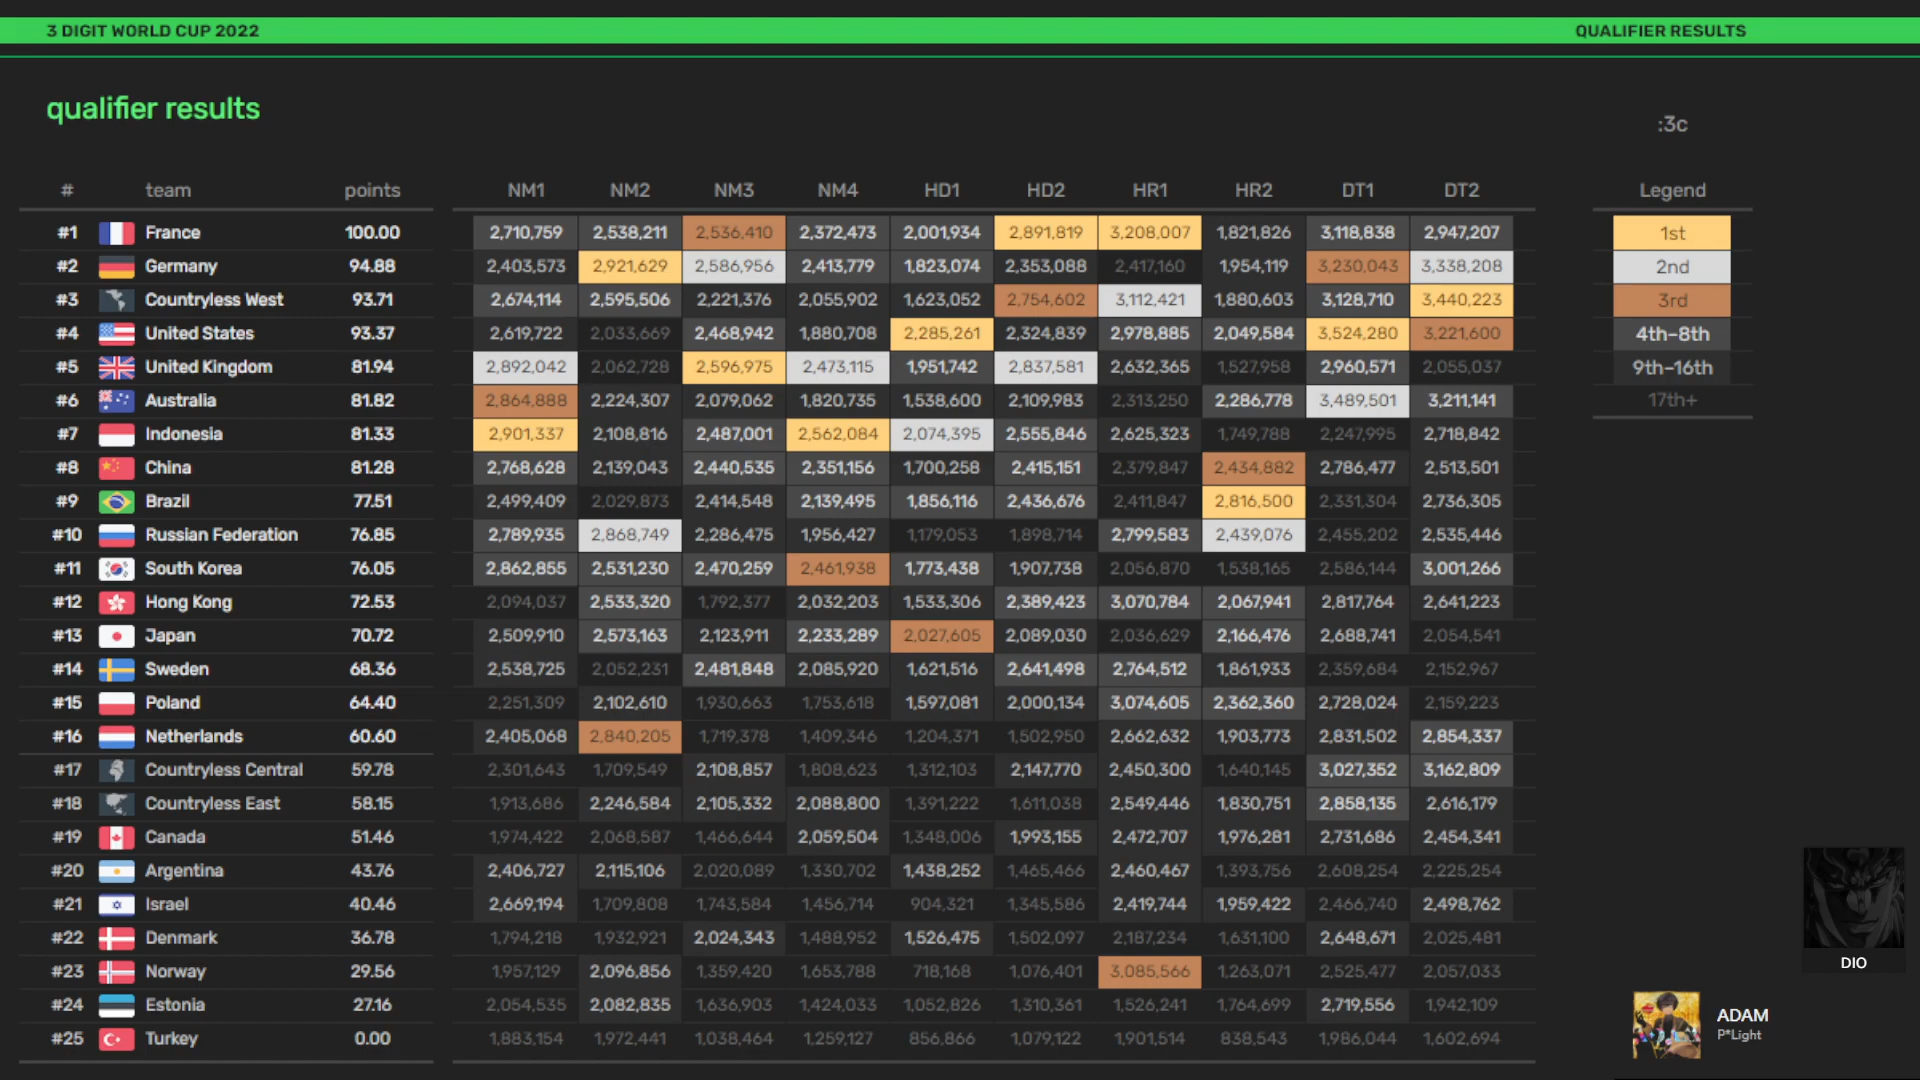 3 DIGIT WORLD CUP 2022 QUALIFIER RESULTS
qualifier results
:3c
# team points NM1 NM2 NM3 NM4 HD1 HD2 HR1 HR2 DT1 DT2 Legend
#1 France 100.00 2,710,759 2,538,211 2,536,410 2,372,473 2,001,934 2,891,819 3,208,007 1,821,826 3,118,838 2,947,207 1st
#2 Germany 94.88 2,403,573 2,921,629 2,586,956 2,413,779 1,823,074 2,353,088 2,417,160 1,954,119 3,230,043 3,338,208 2nd
#3 Countryless West 93.71 2,674,114 2,595,506 2,221,376 2,055,902 1,623,052 2,754,602 3,112,421 1,880,603 3,128,710 3,440,223 3rd
#4 United States 93.37 2,619,722 2,033,669 2,468,942 1,880,708 2,285,261 2,324,839 2,978,885 2,049,584 3,524,280 3,221,600 4th–8th
#5 United Kingdom 81.94 2,892,042 2,062,728 2,596,975 2,473,115 1,951,742 2,837,581 2,632,365 1,527,958 2,960,571 2,055,037 9th–16th
#6 Australia 81.82 2,864,888 2,224,307 2,079,062 1,820,735 1,538,600 2,109,983 2,313,250 2,286,778 3,489,501 3,211,141 17th+
#7 Indonesia 81.33 2,901,337 2,108,816 2,487,001 2,562,084 2,074,395 2,555,846 2,625,323 1,749,788 2,247,995 2,718,842
#8 China 81.28 2,768,628 2,139,043 2,440,535 2,351,156 1,700,258 2,415,151 2,379,847 2,434,882 2,786,477 2,513,501
#9 Brazil 77.51 2,499,409 2,029,873 2,414,548 2,139,495 1,856,116 2,436,676 2,411,847 2,816,500 2,331,304 2,736,305
#10 Russian Federation 76.85 2,789,935 2,868,749 2,286,475 1,956,427 1,179,053 1,898,714 2,799,583 2,439,076 2,455,202 2,535,446
#11 South Korea 76.05 2,862,855 2,531,230 2,470,259 2,461,938 1,773,438 1,907,738 2,056,870 1,538,165 2,586,144 3,001,266
#12 Hong Kong 72.53 2,094,037 2,533,320 1,792,377 2,032,203 1,533,306 2,389,423 3,070,784 2,067,941 2,817,764 2,641,223
#13 Japan 70.72 2,509,910 2,573,163 2,123,911 2,233,289 2,027,605 2,089,030 2,036,629 2,166,476 2,688,741 2,054,541
#14 Sweden 68.36 2,538,725 2,052,231 2,481,848 2,085,920 1,621,516 2,641,498 2,764,512 1,861,933 2,359,684 2,152,967
#15 Poland 64.40 2,251,309 2,102,610 1,930,663 1,753,618 1,597,081 2,000,134 3,074,605 2,362,360 2,728,024 2,159,223
#16 Netherlands 60.60 2,405,068 2,840,205 1,719,378 1,409,346 1,204,371 1,502,950 2,662,632 1,903,773 2,831,502 2,854,337
#17 Countryless Central 59.78 2,301,643 1,709,549 2,108,857 1,808,623 1,312,103 2,147,770 2,450,300 1,640,145 3,027,352 3,162,809
#18 Countryless East 58.15 1,913,686 2,246,584 2,105,332 2,088,800 1,391,222 1,611,038 2,549,446 1,830,751 2,858,135 2,616,179
#19 Canada 51.46 1,974,422 2,068,587 1,466,644 2,059,504 1,348,006 1,993,155 2,472,707 1,976,281 2,731,686 2,454,341
#20 Argentina 43.76 2,406,727 2,115,106 2,020,089 1,330,702 1,438,252 1,465,466 2,460,467 1,393,756 2,608,254 2,225,254
#21 Israel 40.46 2,669,194 1,709,808 1,743,584 1,456,714 904,321 1,345,586 2,419,744 1,959,422 2,466,740 2,498,762
#22 Denmark 36.78 1,794,218 1,932,921 2,024,343 1,488,952 1,526,475 1,502,097 2,187,234 1,631,100 2,648,671 2,025,481
#23 Norway 29.56 1,957,129 2,096,856 1,359,420 1,653,788 718,168 1,076,401 3,085,566 1,263,071 2,525,477 2,057,033
#24 Estonia 27.16 2,054,535 2,082,835 1,636,903 1,424,033 1,052,826 1,310,361 1,526,241 1,764,699 2,719,556 1,942,109
#25 Turkey 0.00 1,883,154 1,972,441 1,038,464 1,259,127 856,866 1,079,122 1,901,514 838,543 1,986,044 1,602,694
DIO
ADAM
P*Light